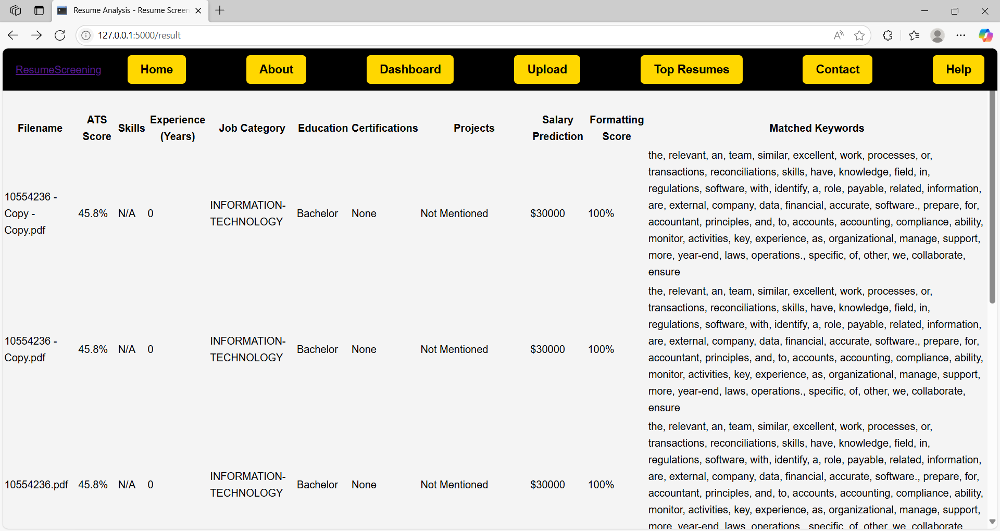 Resume Analysis - Resume Screen
127.0.0.1:5000/result
ResumeScreening
Home
About
Dashboard
Upload
Top Resumes
Contact
Help
Filename
ATS
Score
Skills
Experience
(Years)
Job Category
Education
Certifications
Projects
Salary
Prediction
Formatting
Score
Matched Keywords
10554236 -
Copy -
Copy.pdf
45.8%
N/A
0
INFORMATION-
TECHNOLOGY
Bachelor
None
Not Mentioned
$30000
100%
the, relevant, an, team, similar, excellent, work, processes, or,
transactions, reconciliations, skills, have, knowledge, field, in,
regulations, software, with, identify, a, role, payable, related, information,
are, external, company, data, financial, accurate, software., prepare, for,
accountant, principles, and, to, accounts, accounting, compliance, ability,
monitor, activities, key, experience, as, organizational, manage, support,
more, year-end, laws, operations., specific, of, other, we, collaborate,
ensure
10554236 -
Copy.pdf
45.8%
N/A
0
INFORMATION-
TECHNOLOGY
Bachelor
None
Not Mentioned
$30000
100%
the, relevant, an, team, similar, excellent, work, processes, or,
transactions, reconciliations, skills, have, knowledge, field, in,
regulations, software, with, identify, a, role, payable, related, information,
are, external, company, data, financial, accurate, software., prepare, for,
accountant, principles, and, to, accounts, accounting, compliance, ability,
monitor, activities, key, experience, as, organizational, manage, support,
more, year-end, laws, operations., specific, of, other, we, collaborate,
ensure
10554236.pdf
45.8%
N/A
0
INFORMATION-
TECHNOLOGY
Bachelor
None
Not Mentioned
$30000
100%
the, relevant, an, team, similar, excellent, work, processes, or,
transactions, reconciliations, skills, have, knowledge, field, in,
regulations, software, with, identify, a, role, payable, related, information,
are, external, company, data, financial, accurate, software., prepare, for,
accountant, principles, and, to, accounts, accounting, compliance, ability,
monitor, activities, key, experience, as, organizational, manage, support,
more, year-end, laws, operations., specific, of, other, we, collaborate,